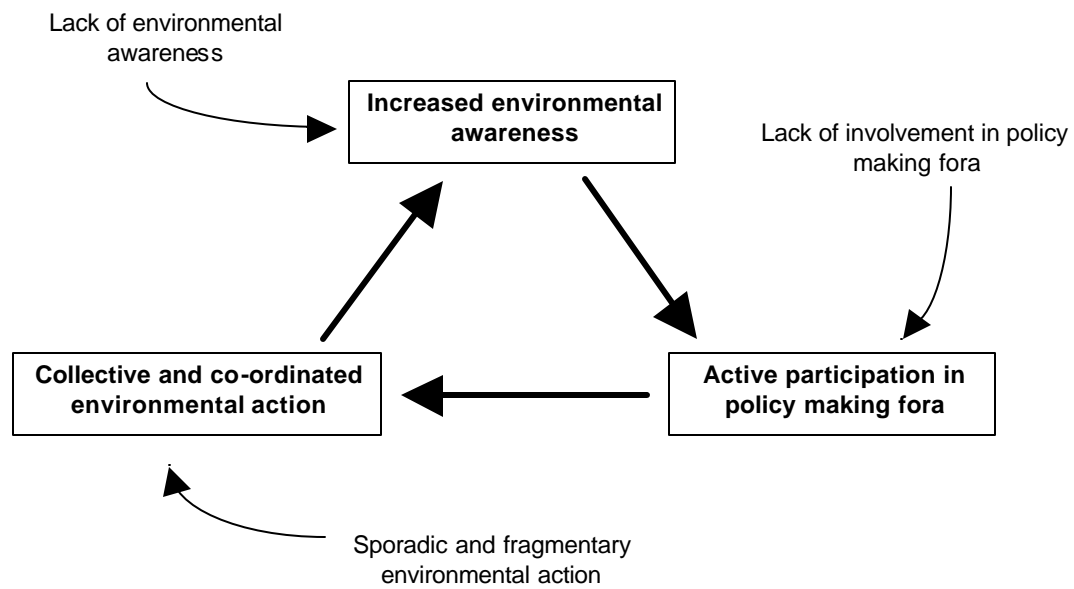 Lack of environmental
awareness
Increased environmental
awareness
Lack of involvement in policy
making fora
Collective and co-ordinated
environmental action
Active participation in
policy making fora
Sporadic and fragmentary
environmental action